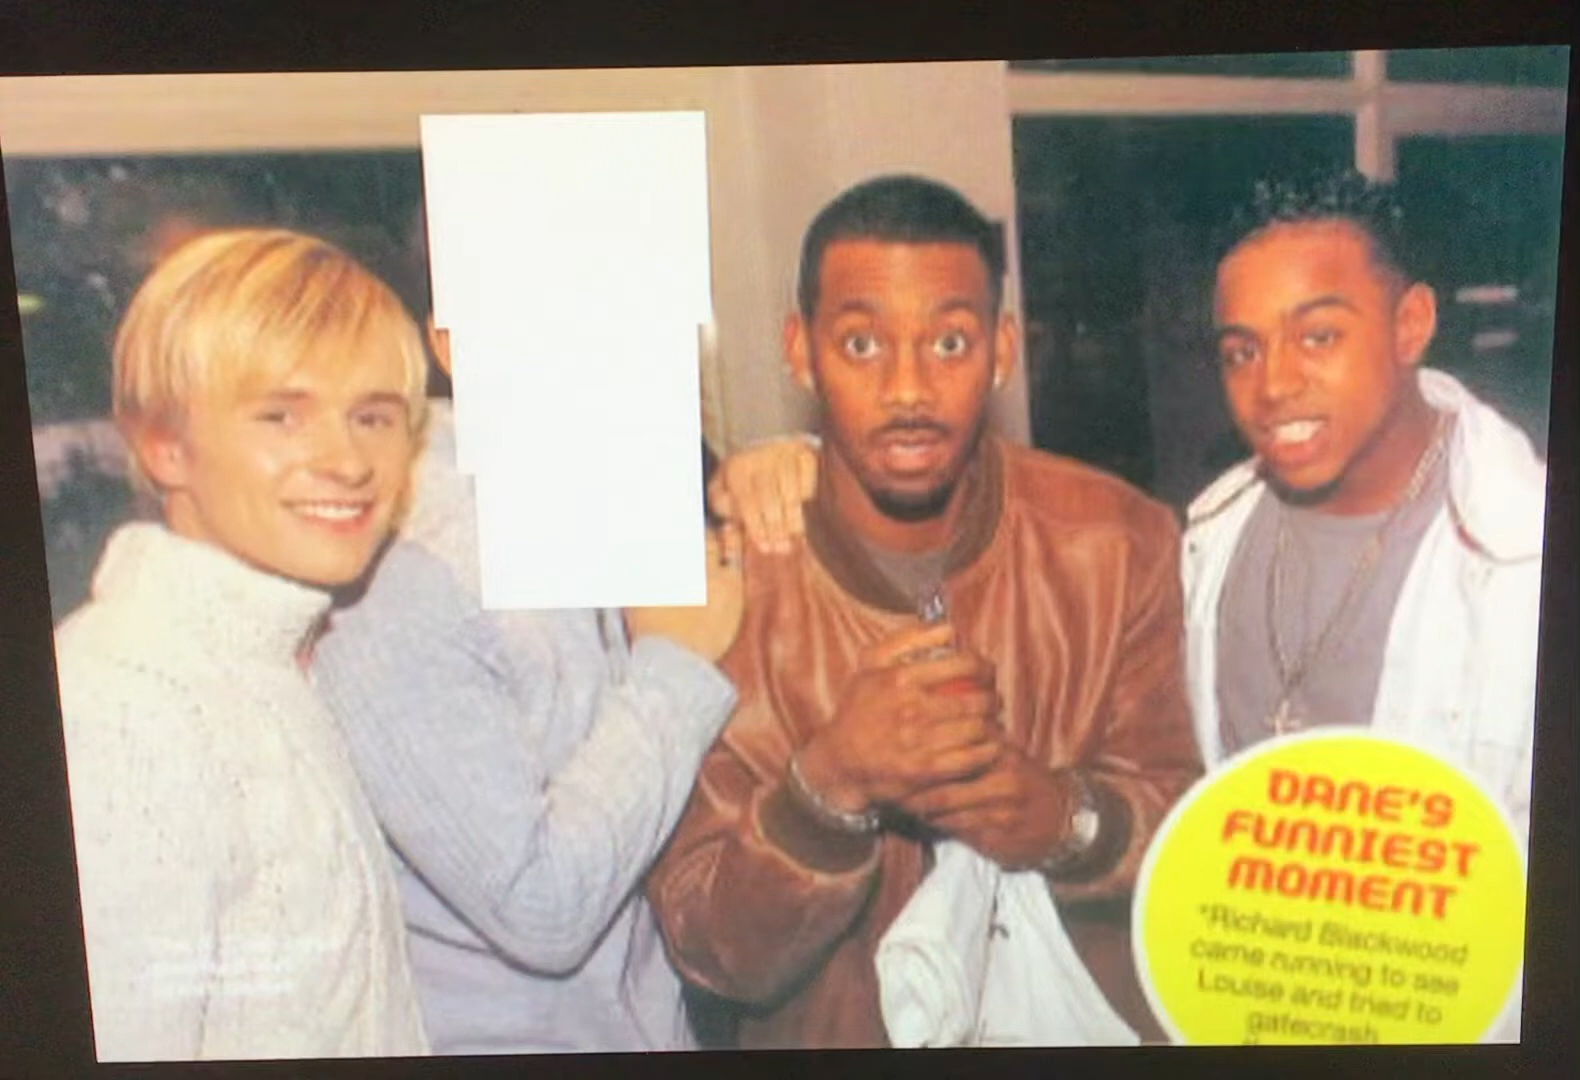 DANE'S
FUNNIEST
MOMENT
"Richard Blackwood
came running to see
Louise and tried to
gatecrash